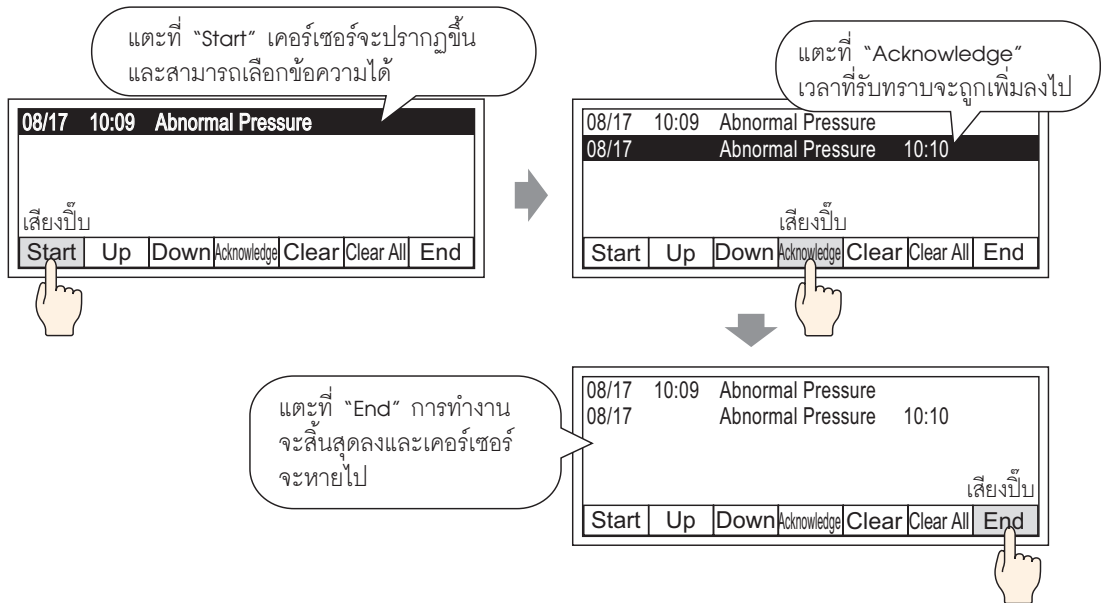 แตะที่ "Start" เคอร์เซอร์จะปรากฏขึ้น
และสามารถเลือกข้อความได้
08/17 10:09 Abnormal Pressure
เสียงปี๊บ
Start Up Down Acknowledge Clear Clear All End
แตะที่ "Acknowledge"
เวลาที่รับทราบจะถูกเพิ่มลงไป
08/17 10:09 Abnormal Pressure
08/17 Abnormal Pressure 10:10
เสียงปี๊บ
Start Up Down Acknowledge Clear Clear All End
แตะที่ "End" การทำงาน
จะสิ้นสุดลงและเคอร์เซอร์
จะหายไป
08/17 10:09 Abnormal Pressure
08/17 Abnormal Pressure 10:10
เสียงปี๊บ
Start Up Down Acknowledge Clear Clear All End